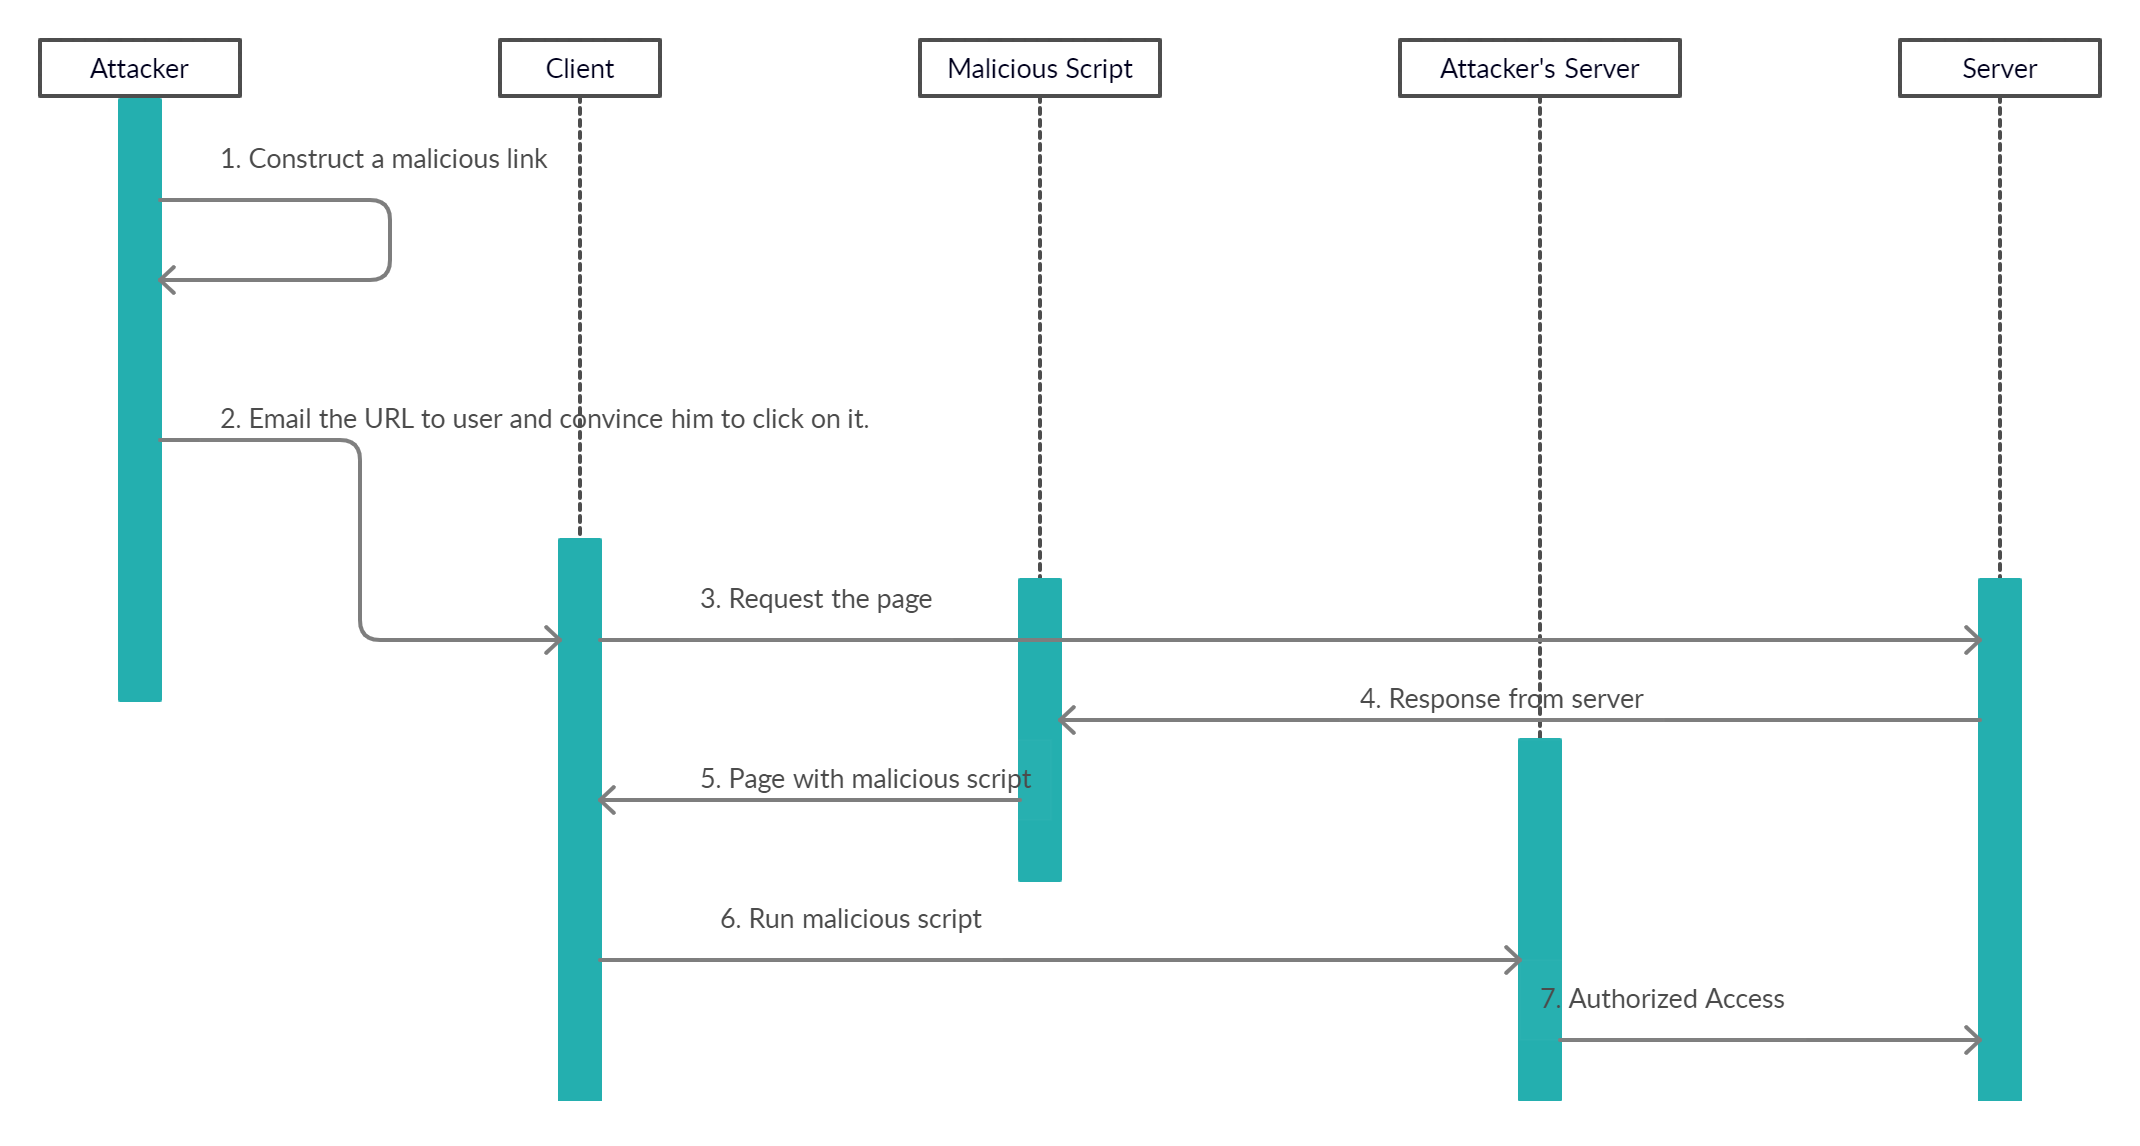 Attacker
Client
Malicious Script
Attacker's Server
Server
1. Construct a malicious link
2. Email the URL to user and convince him to click on it.
3. Request the page
4. Response from server
5. Page with malicious script
6. Run malicious script
7. Authorized Access